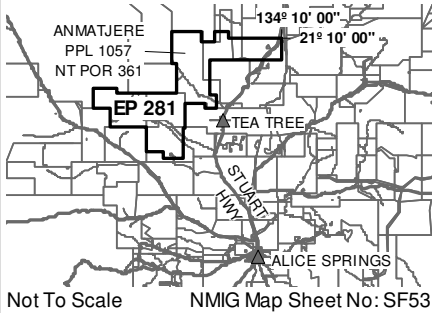 134º 10' 00"
21º 10' 00"
ANMATJERE
PPL 1057
NT POR 361
EP 281
TEA TREE
STUART
HWY
ALICE SPRINGS
Not To Scale
NMIG Map Sheet No: SF53